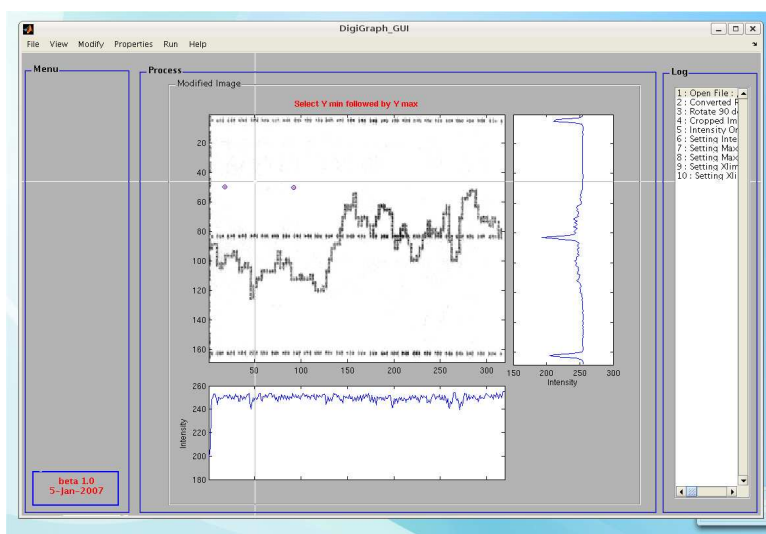 DigiGraph_GUI
File View Modify Properties Run Help
Menu
Process
Log
Modified Image
Select Y min followed by Y max
1 : Open File :
2 : Converted
3 : Rotate 90 d
4 : Cropped Im
5 : Intensity Or
6 : Setting Inte
7 : Setting Max
8 : Setting Max
9 : Setting Xlim
10 : Setting Xli
20
40
60
80
100
120
140
160
50 100 150 200 250 300
150 200 250 300
Intensity
260
240
220
200
180
Intensity
beta 1.0
5-Jan-2007